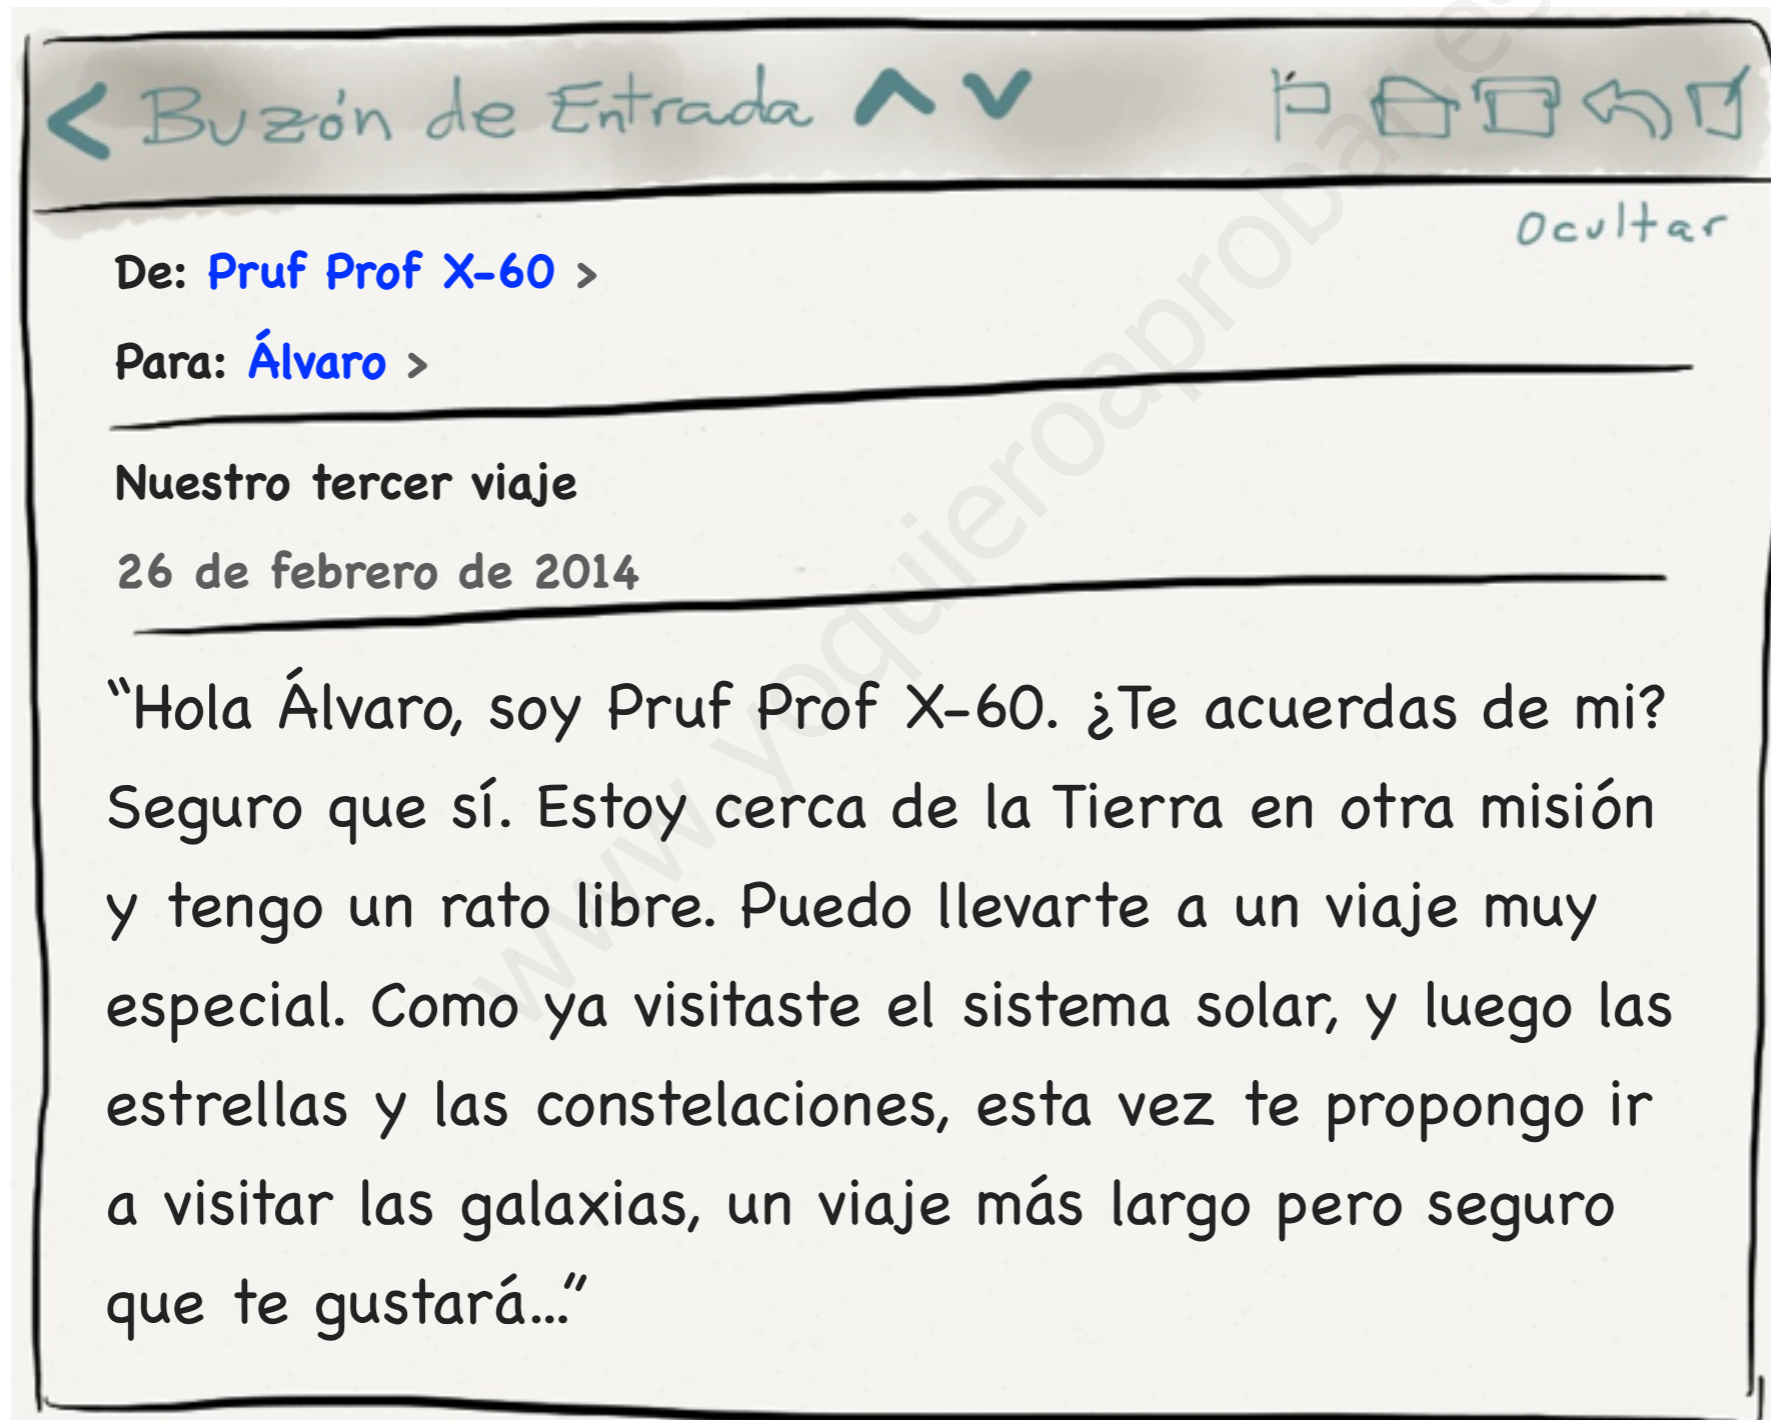 < Buzón de Entrada
Ocultar
De: Pruf Prof X-60 >
Para: Álvaro >
Nuestro tercer viaje
26 de febrero de 2014
“Hola Álvaro, soy Pruf Prof X-60. ¿Te acuerdas de mi?
Seguro que sí. Estoy cerca de la Tierra en otra misión
y tengo un rato libre. Puedo llevarte a un viaje muy
especial. Como ya visitaste el sistema solar, y luego las
estrellas y las constelaciones, esta vez te propongo ir
a visitar las galaxias, un viaje más largo pero seguro
que te gustará...”
www.yoquieroaprobar.es